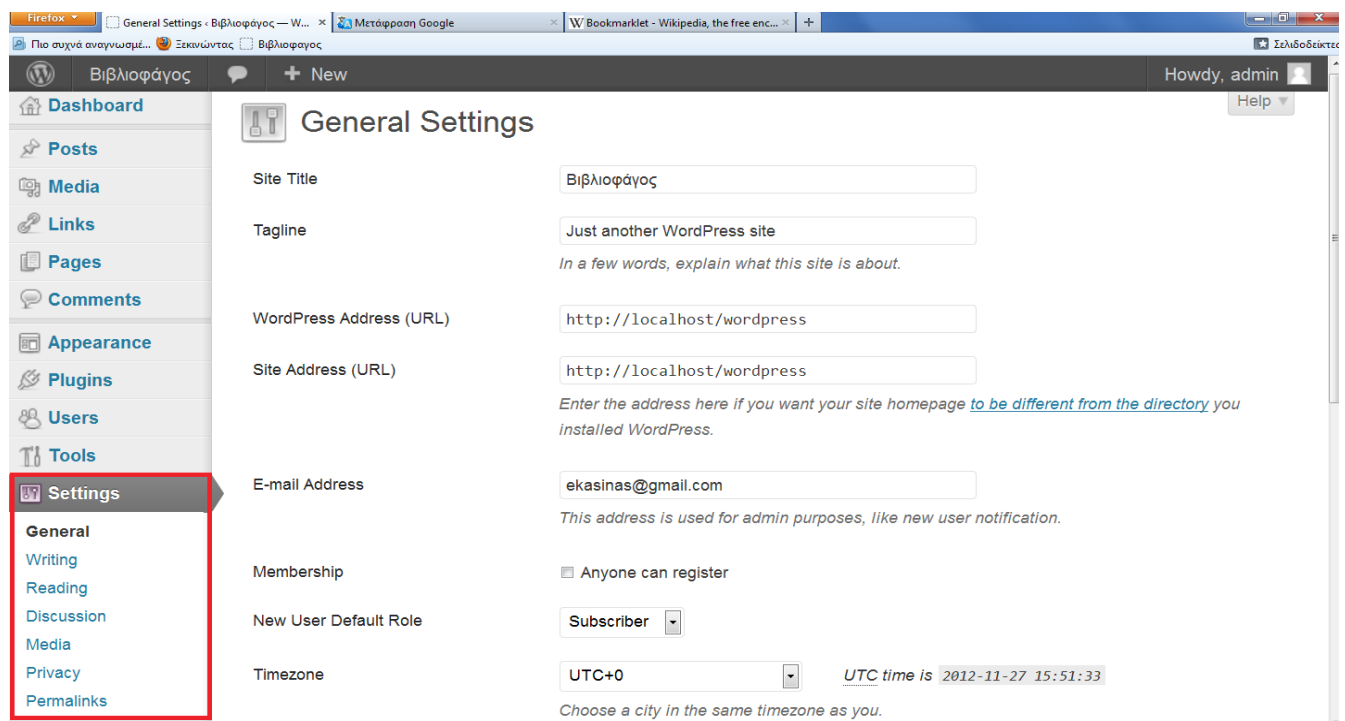 Firefox
General Settings ‹ Βιβλιοφάγος — W...
Μετάφραση Google
W Bookmarklet - Wikipedia, the free enc...
Πιο συχνά αναγνωσμέ...
Ξεκινώντας
Βιβλιοφαγος
Σελιδοδείκτες
Βιβλιοφάγος
New
Howdy, admin
Help
Dashboard
Posts
Media
Links
Pages
Comments
Appearance
Plugins
Users
Tools
Settings
General
Writing
Reading
Discussion
Media
Privacy
Permalinks
General Settings
Site Title
Βιβλιοφάγος
Tagline
Just another WordPress site
In a few words, explain what this site is about.
WordPress Address (URL)
http://localhost/wordpress
Site Address (URL)
http://localhost/wordpress
Enter the address here if you want your site homepage to be different from the directory you
installed WordPress.
E-mail Address
ekasinas@gmail.com
This address is used for admin purposes, like new user notification.
Membership
Anyone can register
New User Default Role
Subscriber
Timezone
UTC+0
UTC time is 2012-11-27 15:51:33
Choose a city in the same timezone as you.